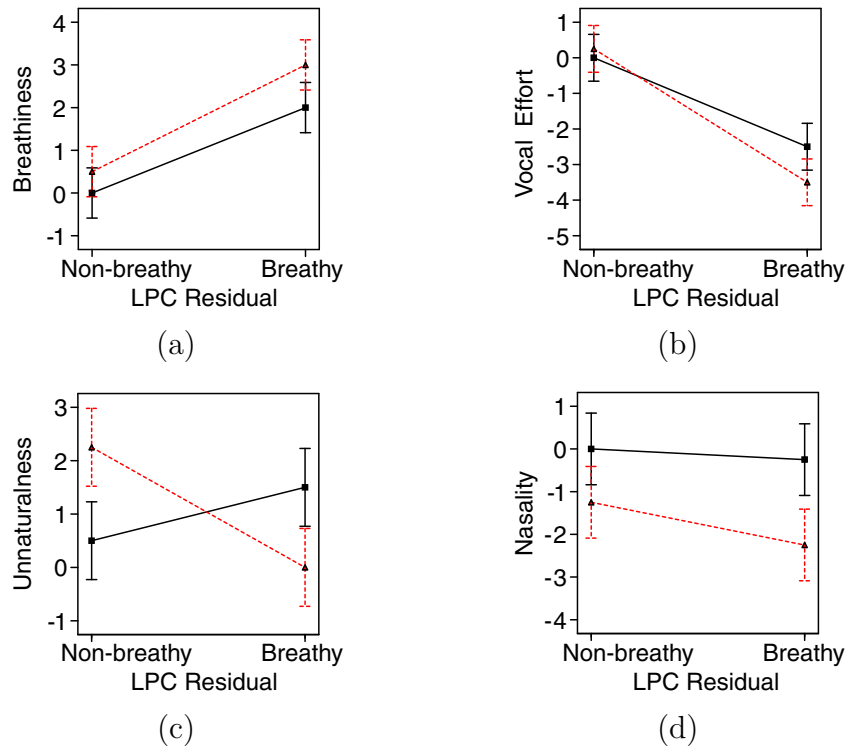 4
3
2
1
0
-1
Breathiness
Non-breathy Breathy
LPC Residual
(a)
1
0
-1
-2
-3
-4
-5
Vocal Effort
Non-breathy Breathy
LPC Residual
(b)
3
2
1
0
-1
Unnaturalness
Non-breathy Breathy
LPC Residual
(c)
1
0
-1
-2
-3
-4
Nasality
Non-breathy Breathy
LPC Residual
(d)